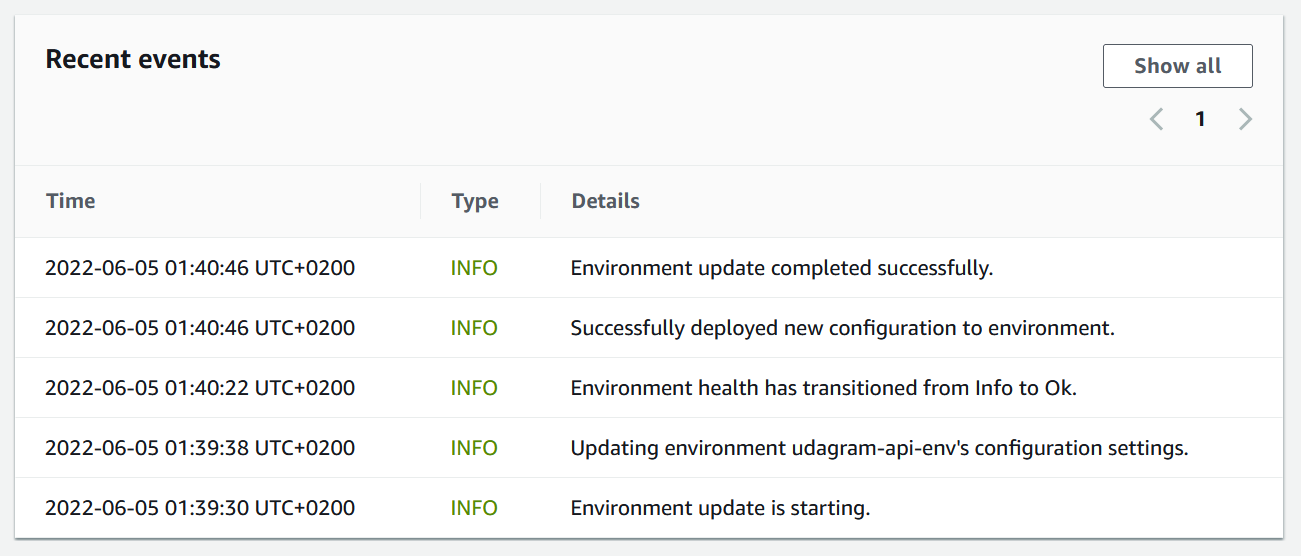 Recent events
Show all
1
Time Type Details
2022-06-05 01:40:46 UTC+0200 INFO Environment update completed successfully.
2022-06-05 01:40:46 UTC+0200 INFO Successfully deployed new configuration to environment.
2022-06-05 01:40:22 UTC+0200 INFO Environment health has transitioned from Info to Ok.
2022-06-05 01:39:38 UTC+0200 INFO Updating environment udagram-api-env's configuration settings.
2022-06-05 01:39:30 UTC+0200 INFO Environment update is starting.